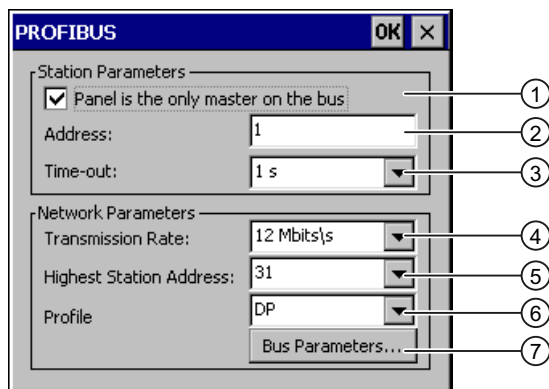 PROFIBUS OK ×
Station Parameters
Panel is the only master on the bus 1
Address: 1 2
Time-out: 1 s 3
Network Parameters
Transmission Rate: 12 Mbits\s 4
Highest Station Address: 31 5
Profile DP 6
Bus Parameters... 7